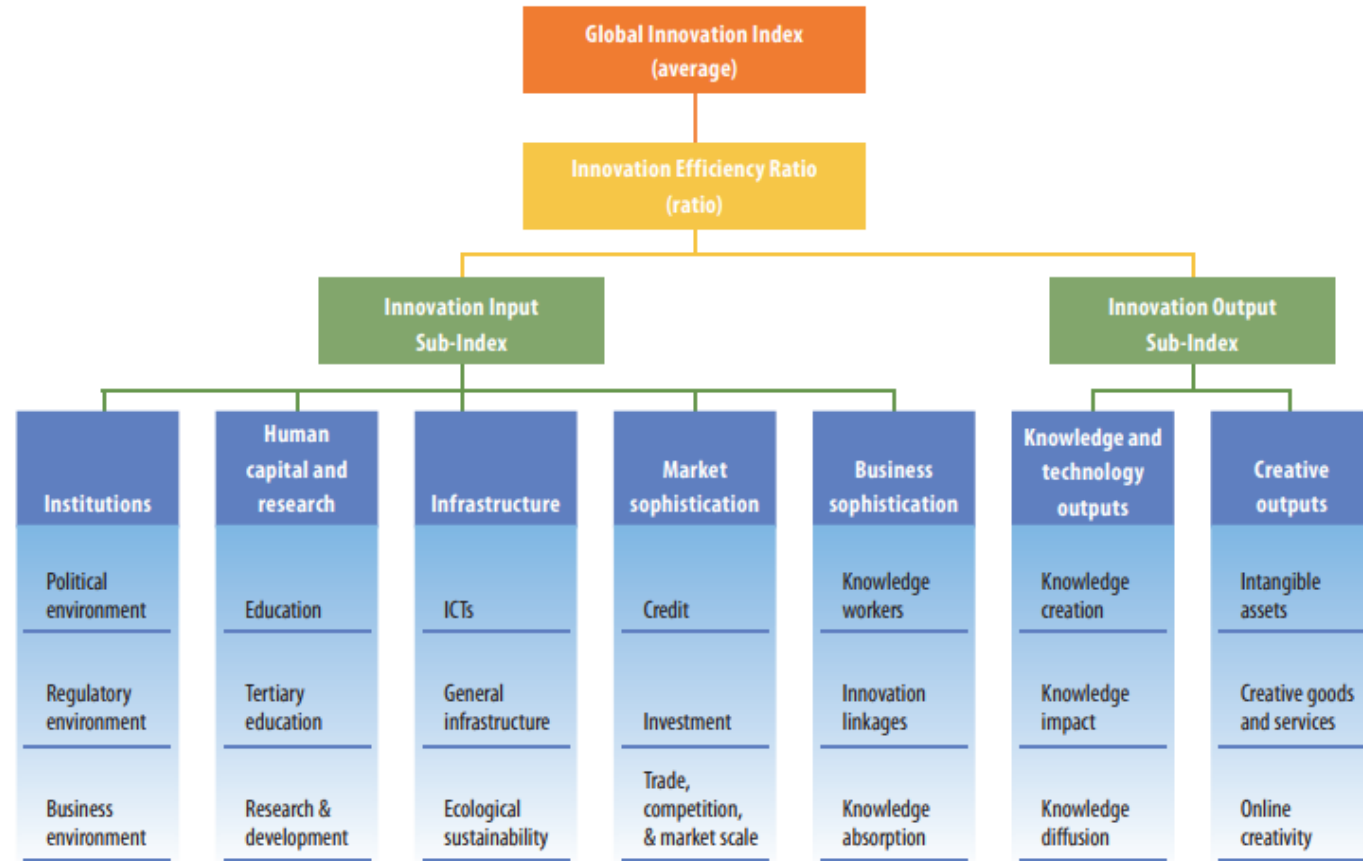 Global Innovation Index
(average)
Innovation Efficiency Ratio
(ratio)
Innovation Input
Sub-Index
Innovation Output
Sub-Index
Institutions
Human
capital and
research
Infrastructure
Market
sophistication
Business
sophistication
Knowledge and
technology
outputs
Creative
outputs
Political
environment
Education
ICTs
Credit
Knowledge
workers
Knowledge
creation
Intangible
assets
Regulatory
environment
Tertiary
education
General
infrastructure
Investment
Innovation
linkages
Knowledge
impact
Creative goods
and services
Business
environment
Research &
development
Ecological
sustainability
Trade,
competition,
& market scale
Knowledge
absorption
Knowledge
diffusion
Online
creativity